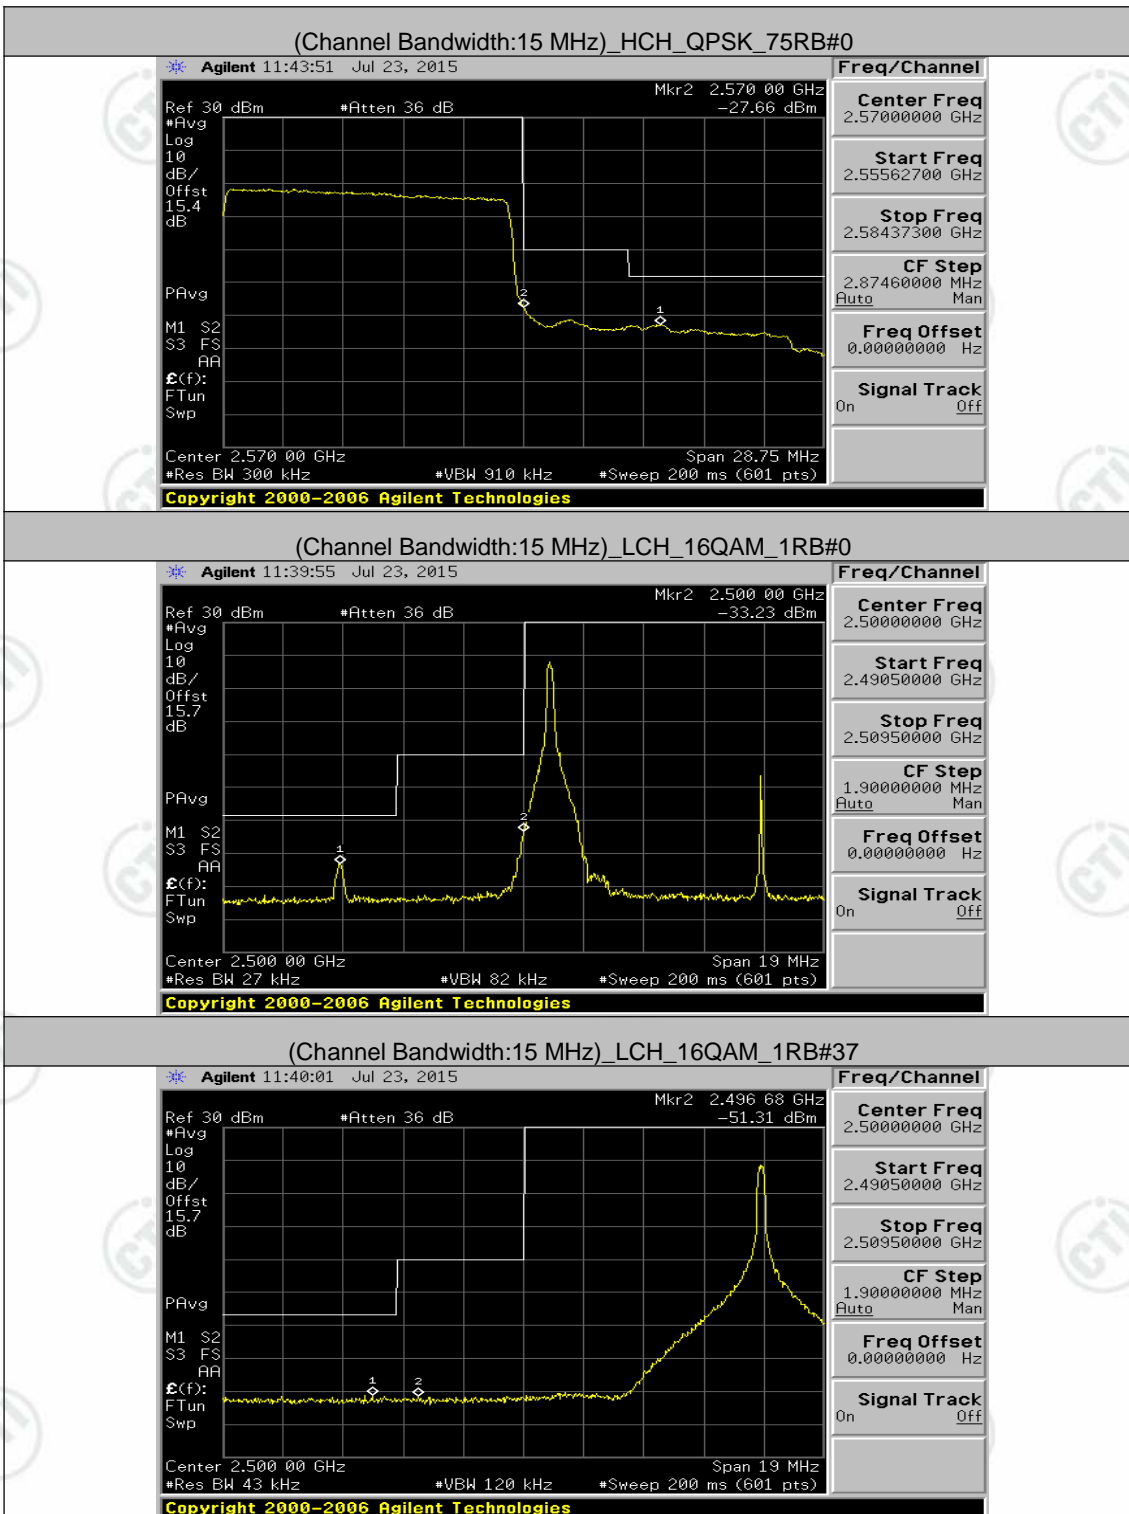 (Channel Bandwidth:15 MHz)_HCH_QPSK_75RB#0
Agilent 11:43:51 Jul 23, 2015
Freq/Channel
Mkr2 2.570 00 GHz
Ref 30 dBm #Atten 36 dB -27.66 dBm
#Avg
Log
10
dB/
Offst
15.4
dB
PAvg
M1 S2
S3 FS
AA
£(f):
FTun
Swp
2
1
Center 2.570 00 GHz Span 28.75 MHz
#Res BW 300 kHz #VBW 910 kHz #Sweep 200 ms (601 pts)
Copyright 2000-2006 Agilent Technologies
Center Freq
2.57000000 GHz
Start Freq
2.55562700 GHz
Stop Freq
2.58437300 GHz
CF Step
2.87460000 MHz
Auto Man
Freq Offset
0.00000000 Hz
Signal Track
On Off
(Channel Bandwidth:15 MHz)_LCH_16QAM_1RB#0
Agilent 11:39:55 Jul 23, 2015
Freq/Channel
Mkr2 2.500 00 GHz
Ref 30 dBm #Atten 36 dB -33.23 dBm
#Avg
Log
10
dB/
Offst
15.7
dB
PAvg
M1 S2
S3 FS
AA
£(f):
FTun
Swp
1
2
Center 2.500 00 GHz Span 19 MHz
#Res BW 27 kHz #VBW 82 kHz #Sweep 200 ms (601 pts)
Copyright 2000-2006 Agilent Technologies
Center Freq
2.50000000 GHz
Start Freq
2.49050000 GHz
Stop Freq
2.50950000 GHz
CF Step
1.90000000 MHz
Auto Man
Freq Offset
0.00000000 Hz
Signal Track
On Off
(Channel Bandwidth:15 MHz)_LCH_16QAM_1RB#37
Agilent 11:40:01 Jul 23, 2015
Freq/Channel
Mkr2 2.496 68 GHz
Ref 30 dBm #Atten 36 dB -51.31 dBm
#Avg
Log
10
dB/
Offst
15.7
dB
PAvg
M1 S2
S3 FS
AA
£(f):
FTun
Swp
1 2
Center 2.500 00 GHz Span 19 MHz
#Res BW 43 kHz #VBW 120 kHz #Sweep 200 ms (601 pts)
Copyright 2000-2006 Agilent Technologies
Center Freq
2.50000000 GHz
Start Freq
2.49050000 GHz
Stop Freq
2.50950000 GHz
CF Step
1.90000000 MHz
Auto Man
Freq Offset
0.00000000 Hz
Signal Track
On Off
CTI
CTI
CTI
CTI
CTI
CTI
CTI
CTI